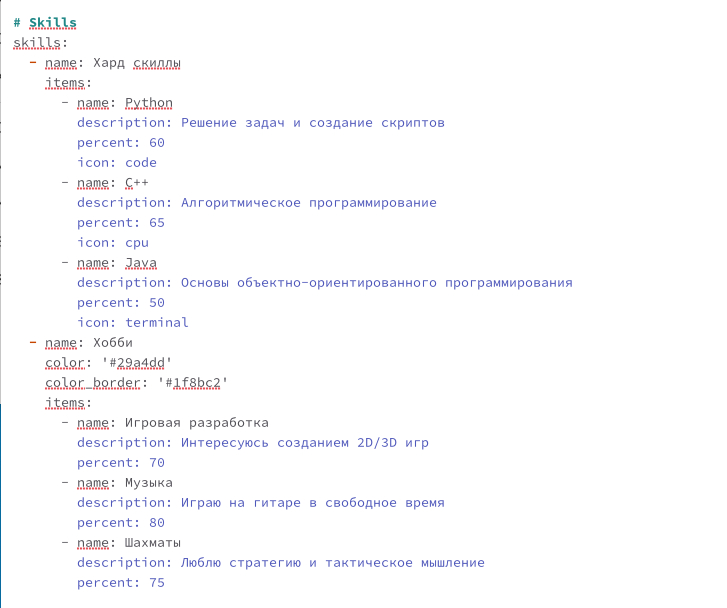 # Skills
skills:
  - name: Хард скиллы
    items:
      - name: Python
        description: Решение задач и создание скриптов
        percent: 60
        icon: code
      - name: C++
        description: Алгоритмическое программирование
        percent: 65
        icon: cpu
      - name: Java
        description: Основы объектно-ориентированного программирования
        percent: 50
        icon: terminal
  - name: Хобби
    color: '#29a4dd'
    color_border: '#1f8bc2'
    items:
      - name: Игровая разработка
        description: Интересуюсь созданием 2D/3D игр
        percent: 70
      - name: Музыка
        description: Играю на гитаре в свободное время
        percent: 80
      - name: Шахматы
        description: Люблю стратегию и тактическое мышление
        percent: 75